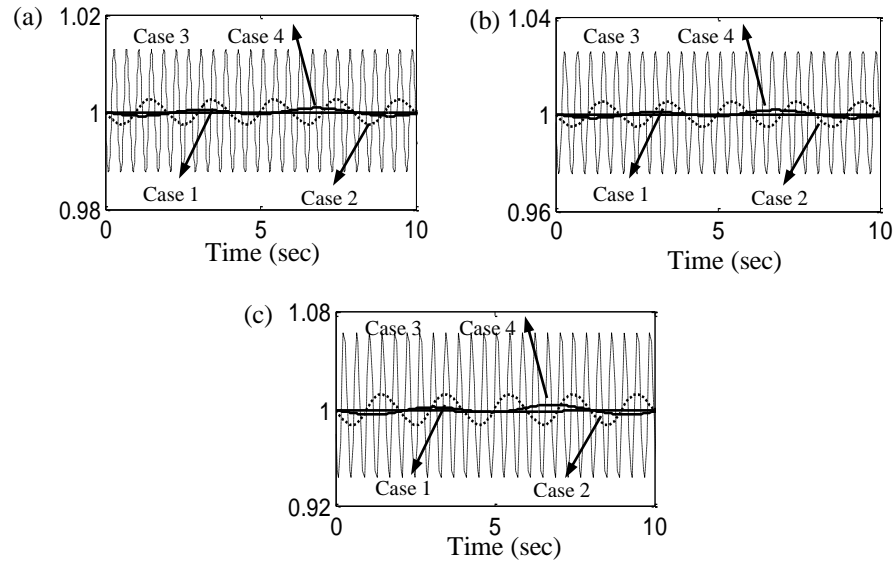 (a)
1.02
Case 3
Case 4
1
Case 1
Case 2
0.98
0
5
10
Time (sec)
(b)
1.04
Case 3
Case 4
1
Case 1
Case 2
0.96
0
5
10
Time (sec)
(c)
1.08
Case 3
Case 4
1
Case 1
Case 2
0.92
0
5
10
Time (sec)